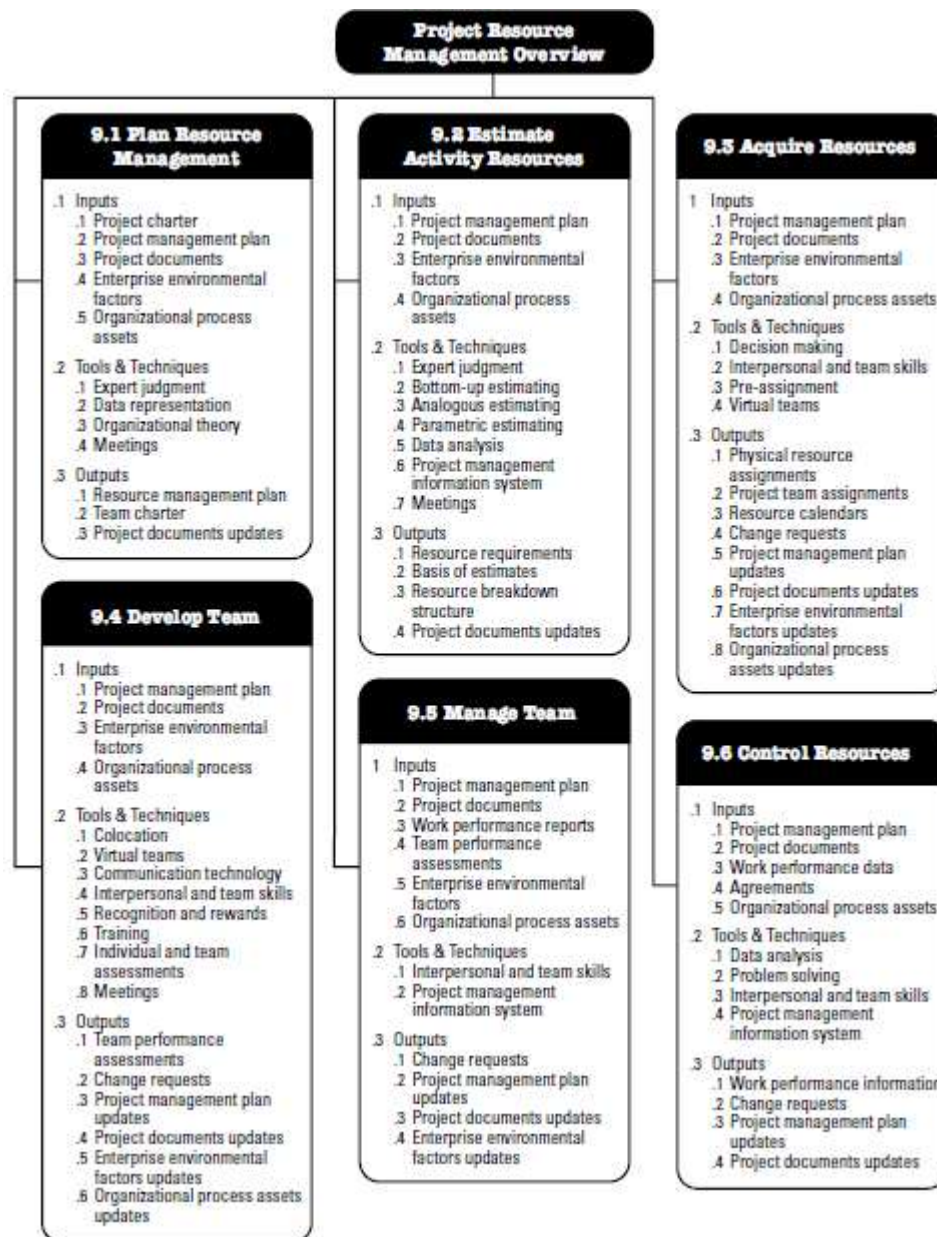 Project Resource
Management Overview
9.1 Plan Resource
Management
.1 Inputs
.1 Project charter
.2 Project management plan
.3 Project documents
.4 Enterprise environmental
factors
.5 Organizational process
assets
.2 Tools & Techniques
.1 Expert judgment
.2 Data representation
.3 Organizational theory
.4 Meetings
.3 Outputs
.1 Resource management plan
.2 Team charter
.3 Project documents updates
9.2 Estimate
Activity Resources
.1 Inputs
.1 Project management plan
.2 Project documents
.3 Enterprise environmental
factors
.4 Organizational process
assets
.2 Tools & Techniques
.1 Expert judgment
.2 Bottom-up estimating
.3 Analogous estimating
.4 Parametric estimating
.5 Data analysis
.6 Project management
information system
.7 Meetings
.3 Outputs
.1 Resource requirements
.2 Basis of estimates
.3 Resource breakdown
structure
.4 Project documents updates
9.3 Acquire Resources
1 Inputs
.1 Project management plan
.2 Project documents
.3 Enterprise environmental
factors
.4 Organizational process assets
.2 Tools & Techniques
.1 Decision making
.2 Interpersonal and team skills
.3 Pre-assignment
.4 Virtual teams
.3 Outputs
.1 Physical resource
assignments
.2 Project team assignments
.3 Resource calendars
.4 Change requests
.5 Project management plan
updates
.6 Project documents updates
.7 Enterprise environmental
factors updates
.8 Organizational process
assets updates
9.4 Develop Team
.1 Inputs
.1 Project management plan
.2 Project documents
.3 Enterprise environmental
factors
.4 Organizational process
assets
.2 Tools & Techniques
.1 Colocation
.2 Virtual teams
.3 Communication technology
.4 Interpersonal and team skills
.5 Recognition and rewards
.6 Training
.7 Individual and team
assessments
.8 Meetings
.3 Outputs
.1 Team performance
assessments
.2 Change requests
.3 Project management plan
updates
.4 Project documents updates
.5 Enterprise environmental
factors updates
.6 Organizational process assets
updates
9.5 Manage Team
1 Inputs
.1 Project management plan
.2 Project documents
.3 Work performance reports
.4 Team performance
assessments
.5 Enterprise environmental
factors
.6 Organizational process assets
.2 Tools & Techniques
.1 Interpersonal and team skills
.2 Project management
information system
.3 Outputs
.1 Change requests
.2 Project management plan
updates
.3 Project documents updates
.4 Enterprise environmental
factors updates
9.6 Control Resources
.1 Inputs
.1 Project management plan
.2 Project documents
.3 Work performance data
.4 Agreements
.5 Organizational process assets
.2 Tools & Techniques
.1 Data analysis
.2 Problem solving
.3 Interpersonal and team skills
.4 Project management
information system
.3 Outputs
.1 Work performance information
.2 Change requests
.3 Project management plan
updates
.4 Project documents updates